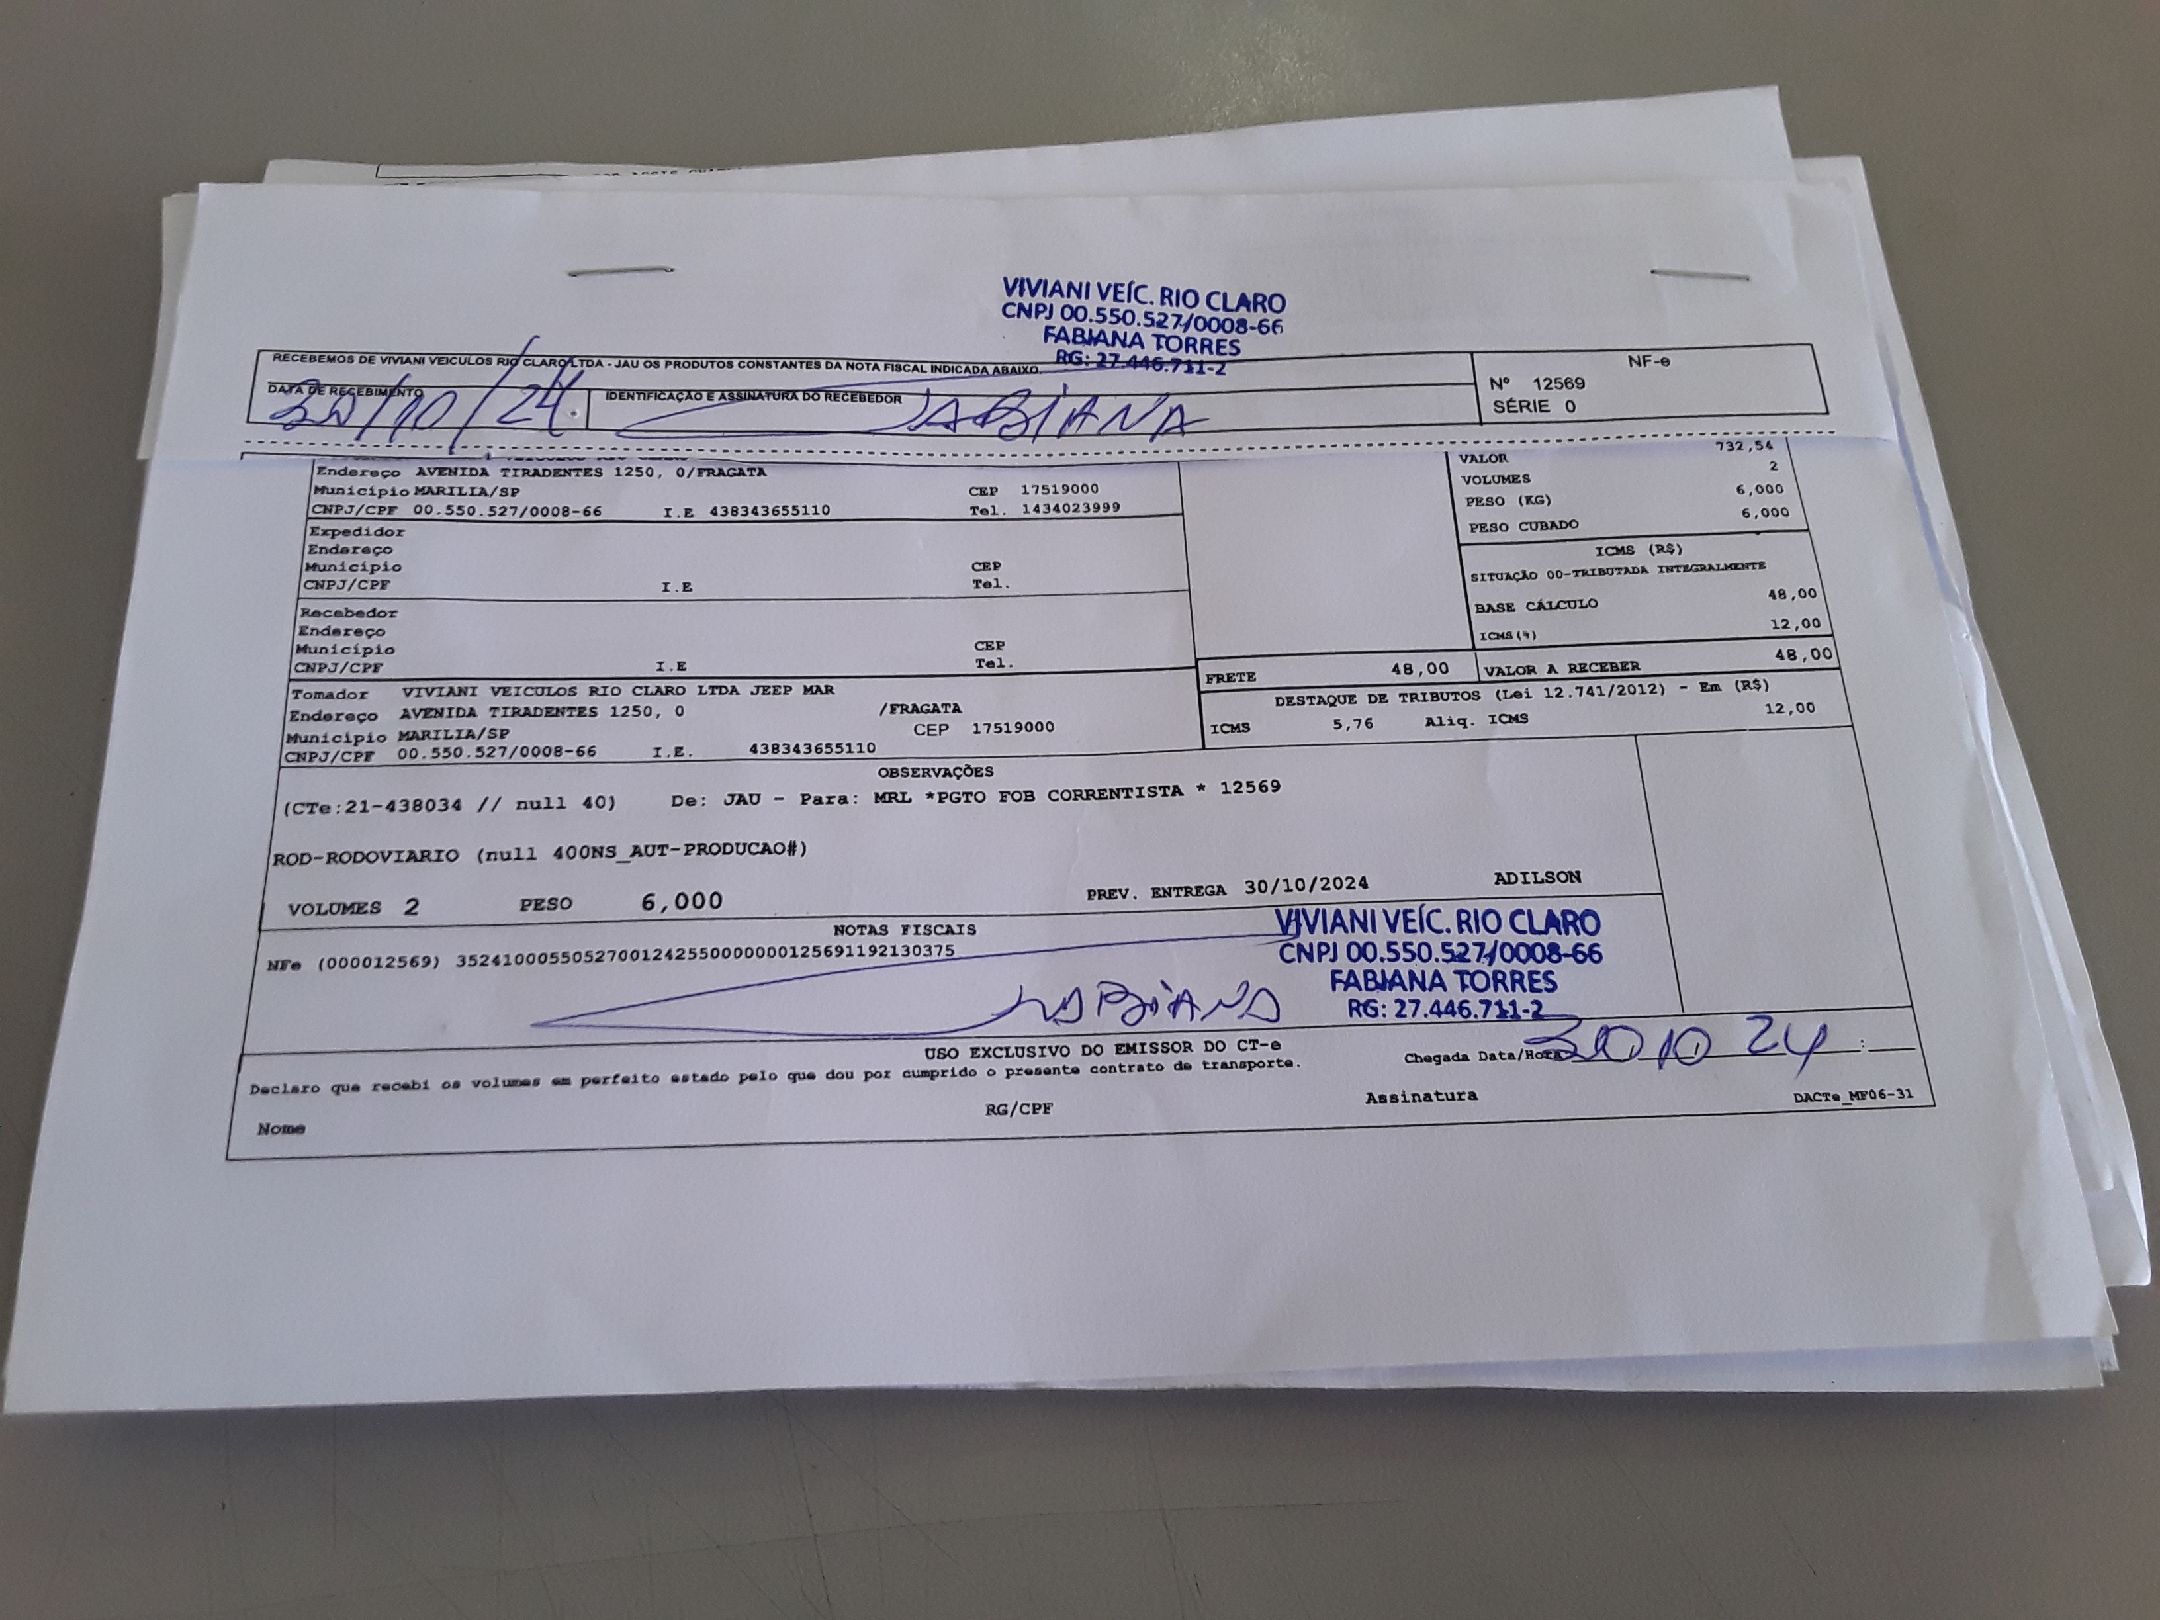 VIVIANI VEÍC. RIO CLARO
CNPJ 00.550.527/0008-66
FABIANA TORRES
RG: 27.446.711-2
RECEBEMOS DE VIVIANI VEICULOS RIO CLARO LTDA - JAU OS PRODUTOS CONSTANTES DA NOTA FISCAL INDICADA ABAIXO.
DATA DE RECEBIMENTO
30/10/24
IDENTIFICAÇÃO E ASSINATURA DO RECEBEDOR
FABIANA
NF-e
Nº 12569
SÉRIE 0
Endereço AVENIDA TIRADENTES 1250, 0/FRAGATA
Município MARILIA/SP CEP 17519000
CNPJ/CPF 00.550.527/0008-66 I.E 438343655110 Tel. 1434023999
Expedidor
Endereço
Município CEP
CNPJ/CPF I.E Tel.
Recebedor
Endereço
Município CEP
CNPJ/CPF I.E Tel.
Tomador VIVIANI VEICULOS RIO CLARO LTDA JEEP MAR
Endereço AVENIDA TIRADENTES 1250, 0 /FRAGATA
Município MARILIA/SP CEP 17519000
CNPJ/CPF 00.550.527/0008-66 I.E. 438343655110
VALOR 732,54
VOLUMES 2
PESO (KG) 6,000
PESO CUBADO 6,000
ICMS (R$)
SITUAÇÃO 00-TRIBUTADA INTEGRALMENTE
BASE CÁLCULO 48,00
ICMS(%) 12,00
FRETE 48,00 VALOR A RECEBER 48,00
DESTAQUE DE TRIBUTOS (Lei 12.741/2012) - Em (R$)
ICMS 5,76 Aliq. ICMS 12,00
OBSERVAÇÕES
(CTe:21-438034 // null 40) De: JAU - Para: MRL *PGTO FOB CORRENTISTA * 12569
ROD-RODOVIARIO (null 400NS_AUT-PRODUCAO#)
VOLUMES 2 PESO 6,000 PREV. ENTREGA 30/10/2024 ADILSON
NOTAS FISCAIS
NFe (000012569) 35241000550527001242550000000125691192130375
VIVIANI VEÍC. RIO CLARO
CNPJ 00.550.527/0008-66
FABIANA TORRES
RG: 27.446.711-2
FABIANA
USO EXCLUSIVO DO EMISSOR DO CT-e
Chegada Data/Hora 30 10 24 :
Declaro que recebi os volumes em perfeito estado pelo que dou por cumprido o presente contrato de transporte.
Nome RG/CPF Assinatura DACTe_MF06-31